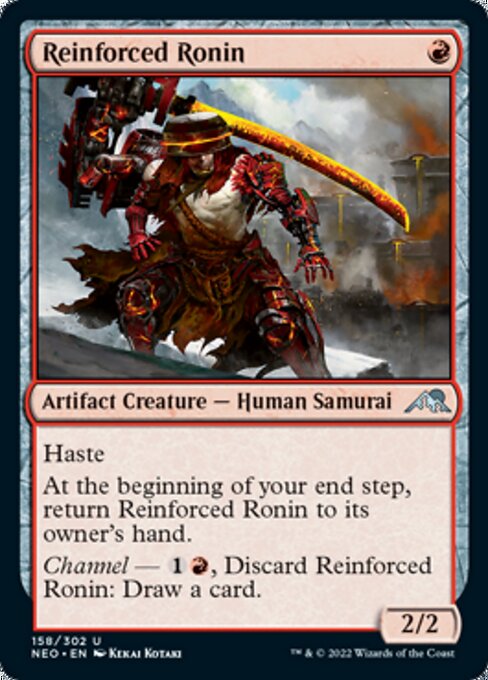 Reinforced Ronin
Artifact Creature — Human Samurai
Haste
At the beginning of your end step,
return Reinforced Ronin to its
owner's hand.
Channel — 1 , Discard Reinforced
Ronin: Draw a card.
2/2
158/302 U
NEO • EN Kekai Kotaki
™ & © 2022 Wizards of the Coast